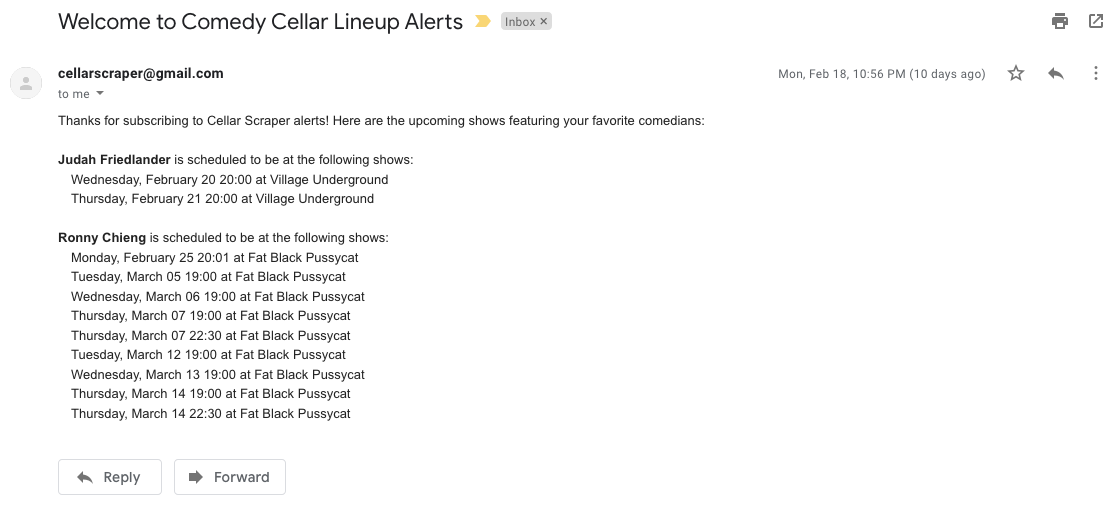 Welcome to Comedy Cellar Lineup Alerts Inbox ×
cellarscraper@gmail.com Mon, Feb 18, 10:56 PM (10 days ago)
to me
Thanks for subscribing to Cellar Scraper alerts! Here are the upcoming shows featuring your favorite comedians:
Judah Friedlander is scheduled to be at the following shows:
Wednesday, February 20 20:00 at Village Underground
Thursday, February 21 20:00 at Village Underground
Ronny Chieng is scheduled to be at the following shows:
Monday, February 25 20:01 at Fat Black Pussycat
Tuesday, March 05 19:00 at Fat Black Pussycat
Wednesday, March 06 19:00 at Fat Black Pussycat
Thursday, March 07 19:00 at Fat Black Pussycat
Thursday, March 07 22:30 at Fat Black Pussycat
Tuesday, March 12 19:00 at Fat Black Pussycat
Wednesday, March 13 19:00 at Fat Black Pussycat
Thursday, March 14 19:00 at Fat Black Pussycat
Thursday, March 14 22:30 at Fat Black Pussycat
Reply Forward